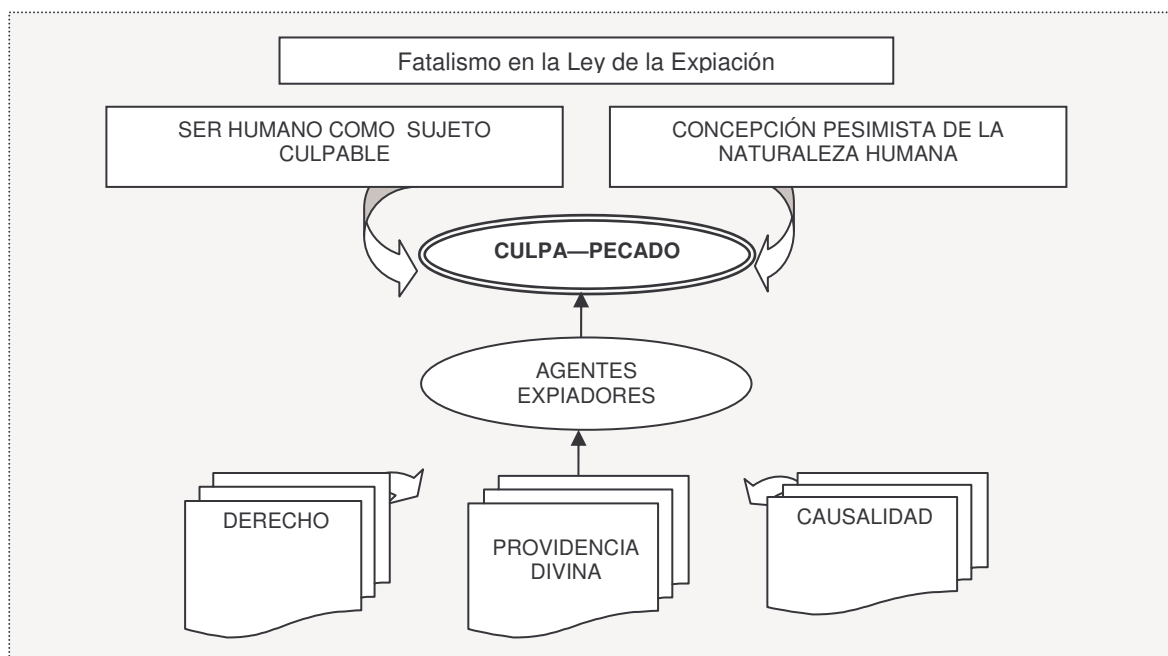 Fatalismo en la Ley de la Expiación
SER HUMANO COMO SUJETO
CULPABLE
CONCEPCIÓN PESIMISTA DE LA
NATURALEZA HUMANA
CULPA—PECADO
AGENTES
EXPIADORES
DERECHO
PROVIDENCIA
DIVINA
CAUSALIDAD